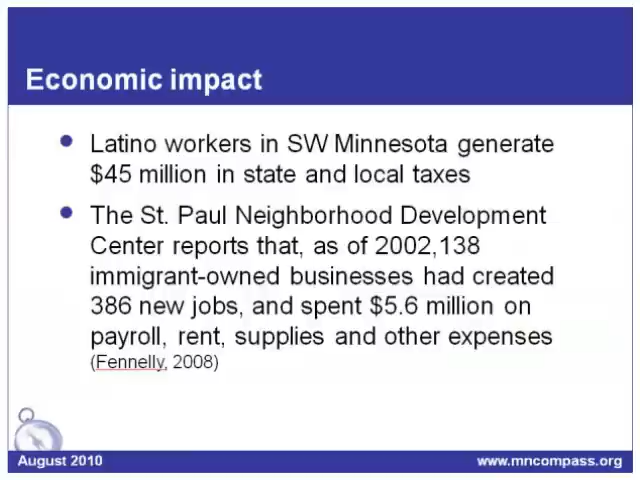 Economic impact
Latino workers in SW Minnesota generate
$45 million in state and local taxes
The St. Paul Neighborhood Development
Center reports that, as of 2002,138
immigrant-owned businesses had created
386 new jobs, and spent $5.6 million on
payroll, rent, supplies and other expenses
(Fennelly, 2008)
August 2010
www.mncompass.org